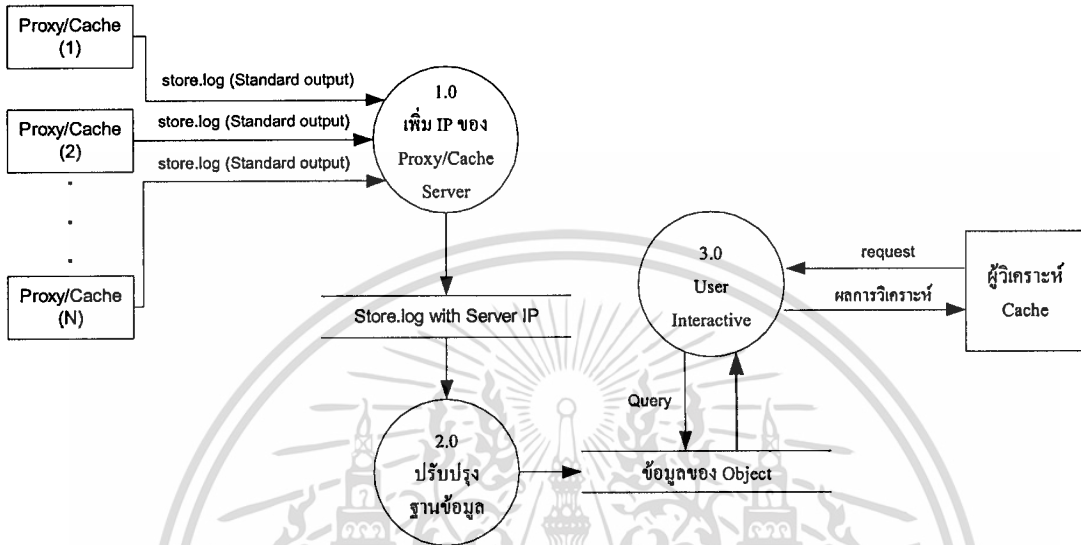 Proxy/Cache
(1)
store.log (Standard output)
Proxy/Cache
(2)
store.log (Standard output)
store.log (Standard output)
.
.
.
.
Proxy/Cache
(N)
1.0
เพิ่ม IP ของ
Proxy/Cache
Server
Store.log with Server IP
2.0
ปรับปรุง
ฐานข้อมูล
3.0
User
Interactive
request
ผลการวิเคราะห์
ผู้วิเคราะห์
Cache
Query
ข้อมูลของ Object